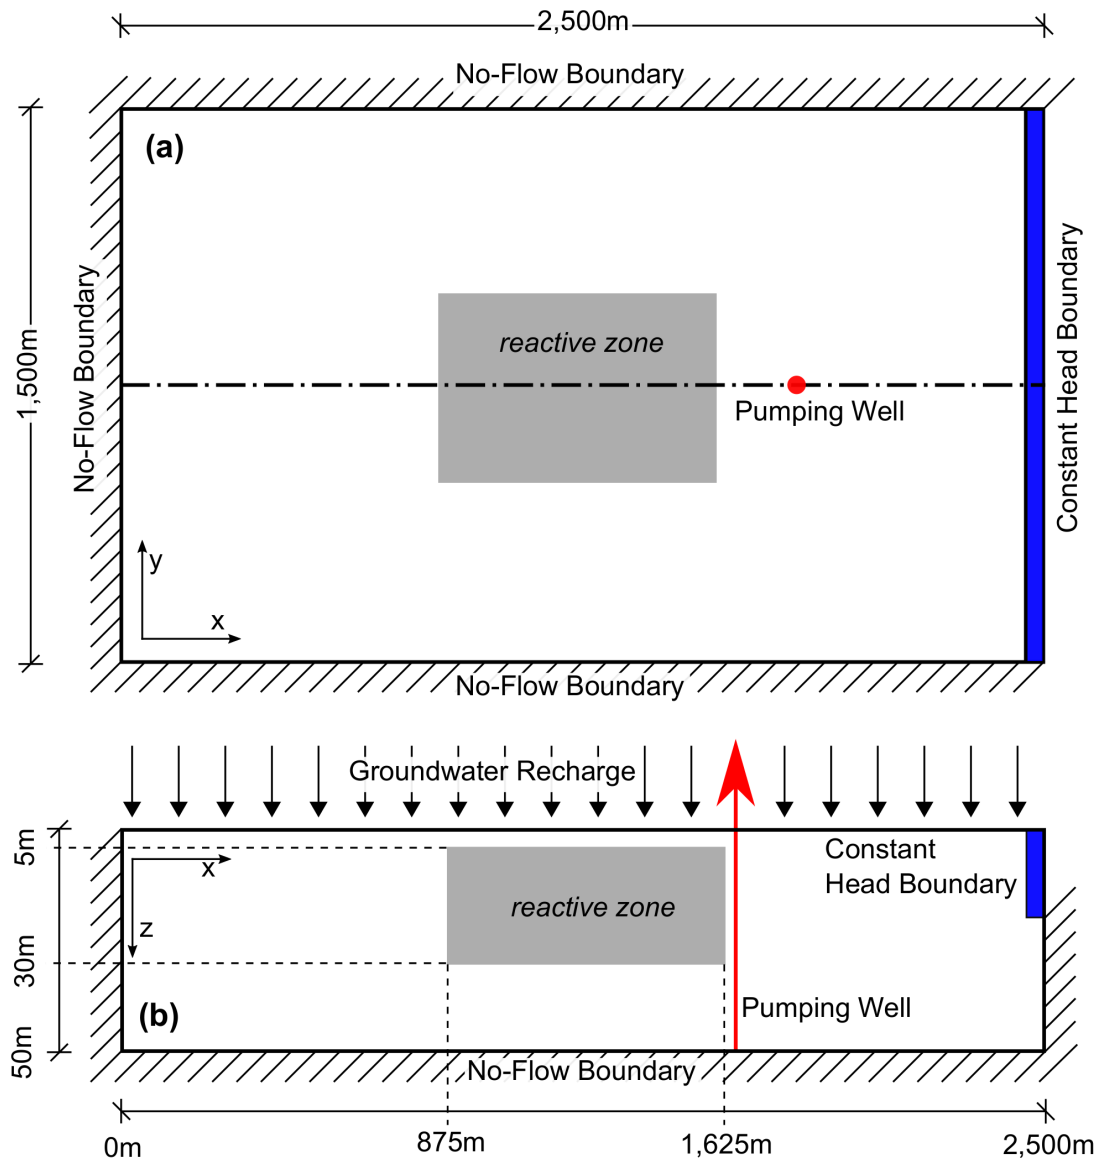 2,500m
No-Flow Boundary
(a)
No-Flow Boundary
1,500m
reactive zone
Pumping Well
Constant Head Boundary
y
x
No-Flow Boundary
Groundwater Recharge
5m
30m
50m
x
z
reactive zone
Constant
Head Boundary
(b)
Pumping Well
No-Flow Boundary
0m
875m
1,625m
2,500m